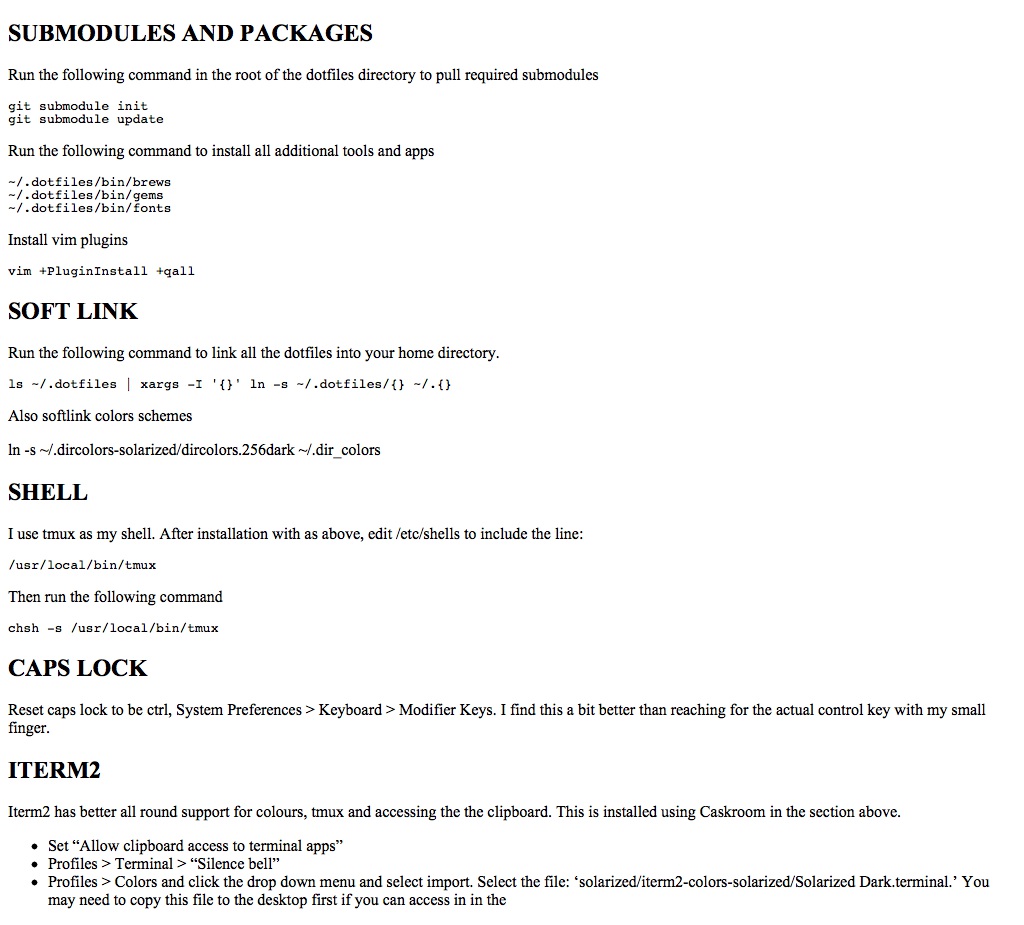 SUBMODULES AND PACKAGES
Run the following command in the root of the dotfiles directory to pull required submodules
git submodule init
git submodule update
Run the following command to install all additional tools and apps
~/.dotfiles/bin/brews
~/.dotfiles/bin/gems
~/.dotfiles/bin/fonts
Install vim plugins
vim +PluginInstall +qall
SOFT LINK
Run the following command to link all the dotfiles into your home directory.
ls ~/.dotfiles | xargs -I '{}' ln -s ~/.dotfiles/{} ~/.{}
Also softlink colors schemes
ln -s ~/.dircolors-solarized/dircolors.256dark ~/.dir_colors
SHELL
I use tmux as my shell. After installation with as above, edit /etc/shells to include the line:
/usr/local/bin/tmux
Then run the following command
chsh -s /usr/local/bin/tmux
CAPS LOCK
Reset caps lock to be ctrl, System Preferences > Keyboard > Modifier Keys. I find this a bit better than reaching for the actual control key with my small
finger.
ITERM2
Iterm2 has better all round support for colours, tmux and accessing the the clipboard. This is installed using Caskroom in the section above.
• Set “Allow clipboard access to terminal apps”
• Profiles > Terminal > “Silence bell”
• Profiles > Colors and click the drop down menu and select import. Select the file: ‘solarized/iterm2-colors-solarized/Solarized Dark.terminal.’ You
may need to copy this file to the desktop first if you can access in in the